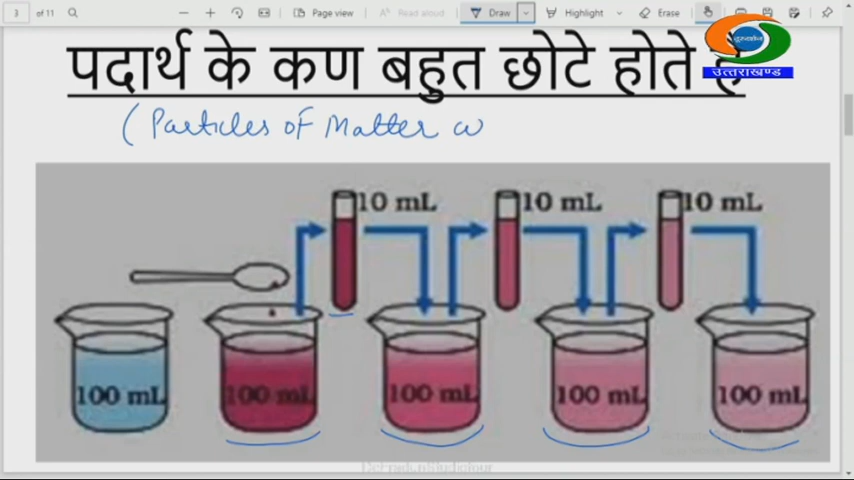 3 of 11 Page view Read aloud Draw Highlight Erase
पदार्थ के कण बहुत छोटे होते है
उत्तराखण्ड
( Particles of Matter
10 mL 10 mL 10 mL
100 mL 100 mL 100 mL 100 mL 100 mL